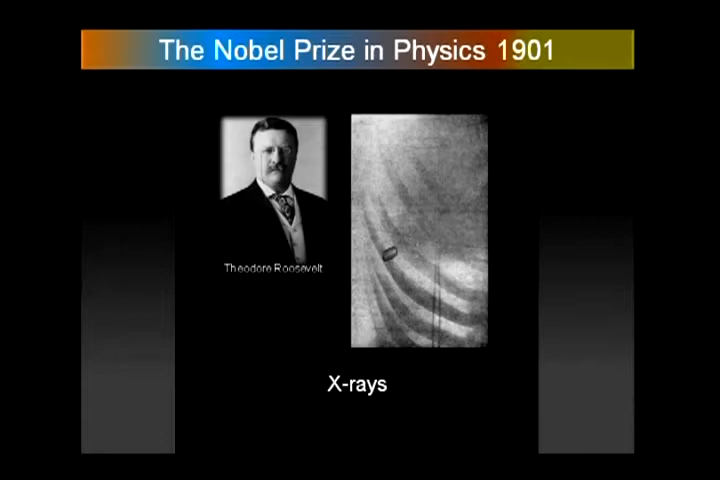 The Nobel Prize in Physics 1901
Theodore Roosevelt
X-rays